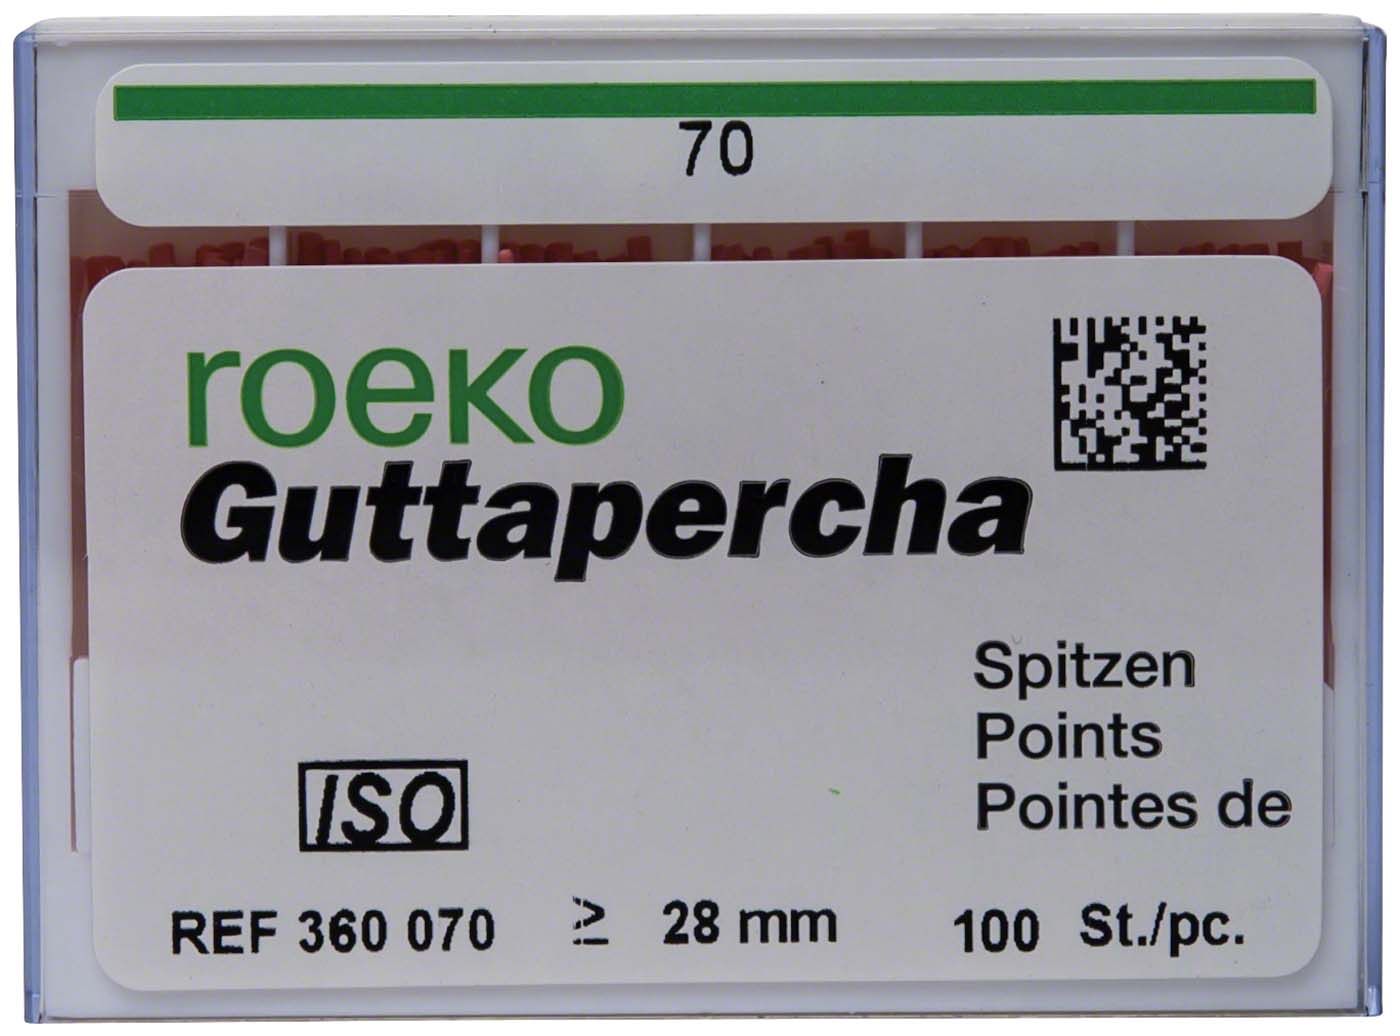 70
roeko
Guttapercha
Spitzen
Points
Pointes de
ISO
REF 360 070 ≥ 28 mm 100 St./pc.